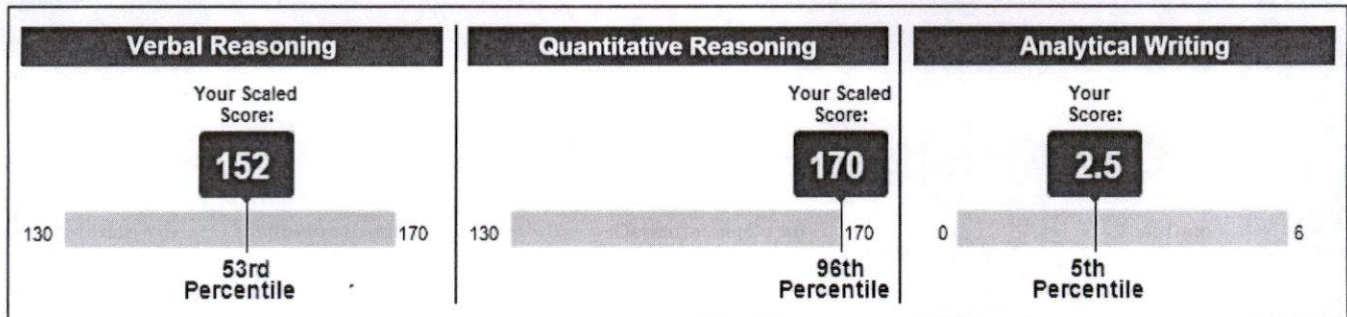 Verbal Reasoning
Your Scaled
Score:
152
130
170
53rd
Percentile
Quantitative Reasoning
Your Scaled
Score:
170
130
170
96th
Percentile
Analytical Writing
Your
Score:
2.5
0
6
5th
Percentile